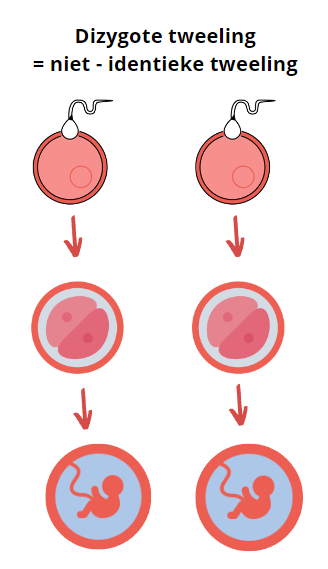 Dizygote tweeling
= niet - identieke tweeling